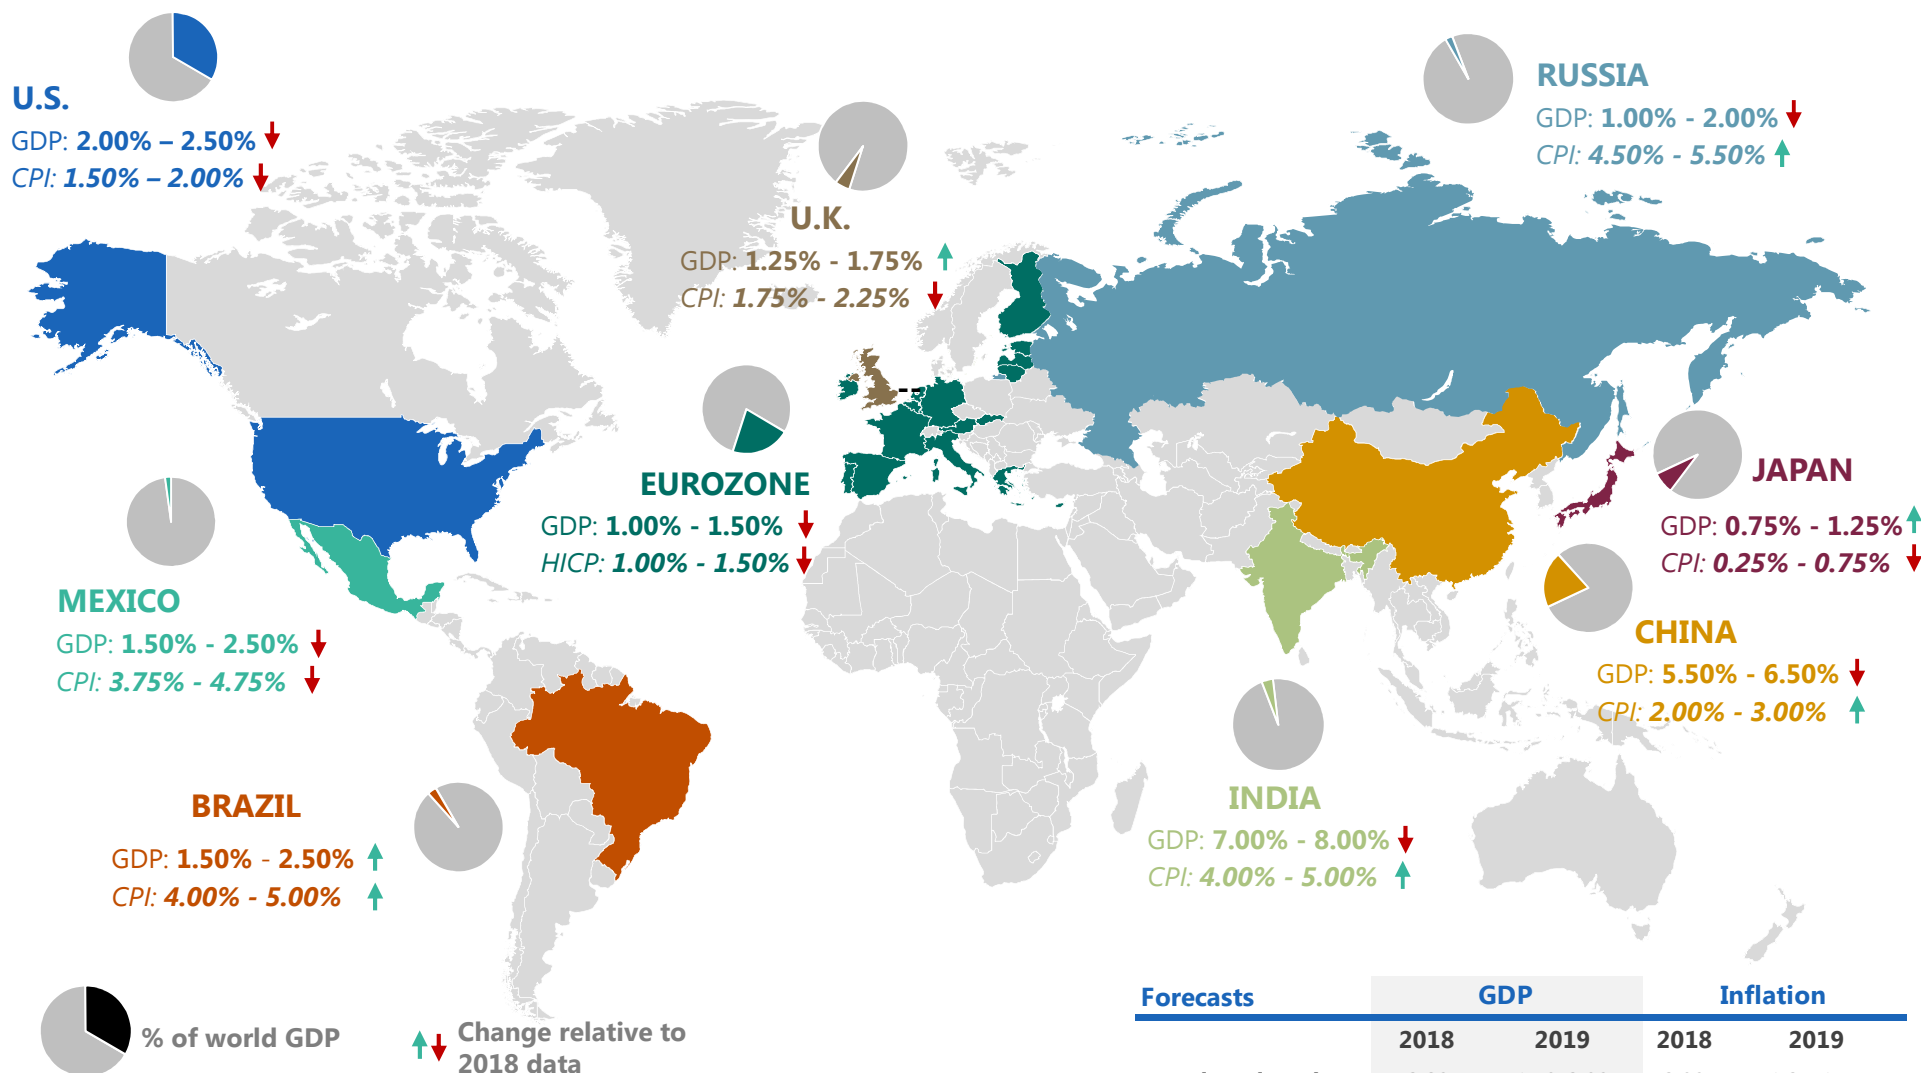 U.S.
GDP: 2.00% – 2.50%
CPI: 1.50% – 2.00%
RUSSIA
GDP: 1.00% - 2.00%
CPI: 4.50% - 5.50%
U.K.
GDP: 1.25% - 1.75%
CPI: 1.75% - 2.25%
EUROZONE
GDP: 1.00% - 1.50%
HICP: 1.00% - 1.50%
JAPAN
GDP: 0.75% - 1.25%
CPI: 0.25% - 0.75%
MEXICO
GDP: 1.50% - 2.50%
CPI: 3.75% - 4.75%
CHINA
GDP: 5.50% - 6.50%
CPI: 2.00% - 3.00%
BRAZIL
GDP: 1.50% - 2.50%
CPI: 4.00% - 5.00%
INDIA
GDP: 7.00% - 8.00%
CPI: 4.00% - 5.00%
% of world GDP
Change relative to
2018 data
Forecasts GDP Inflation
2018 2019 2018 2019